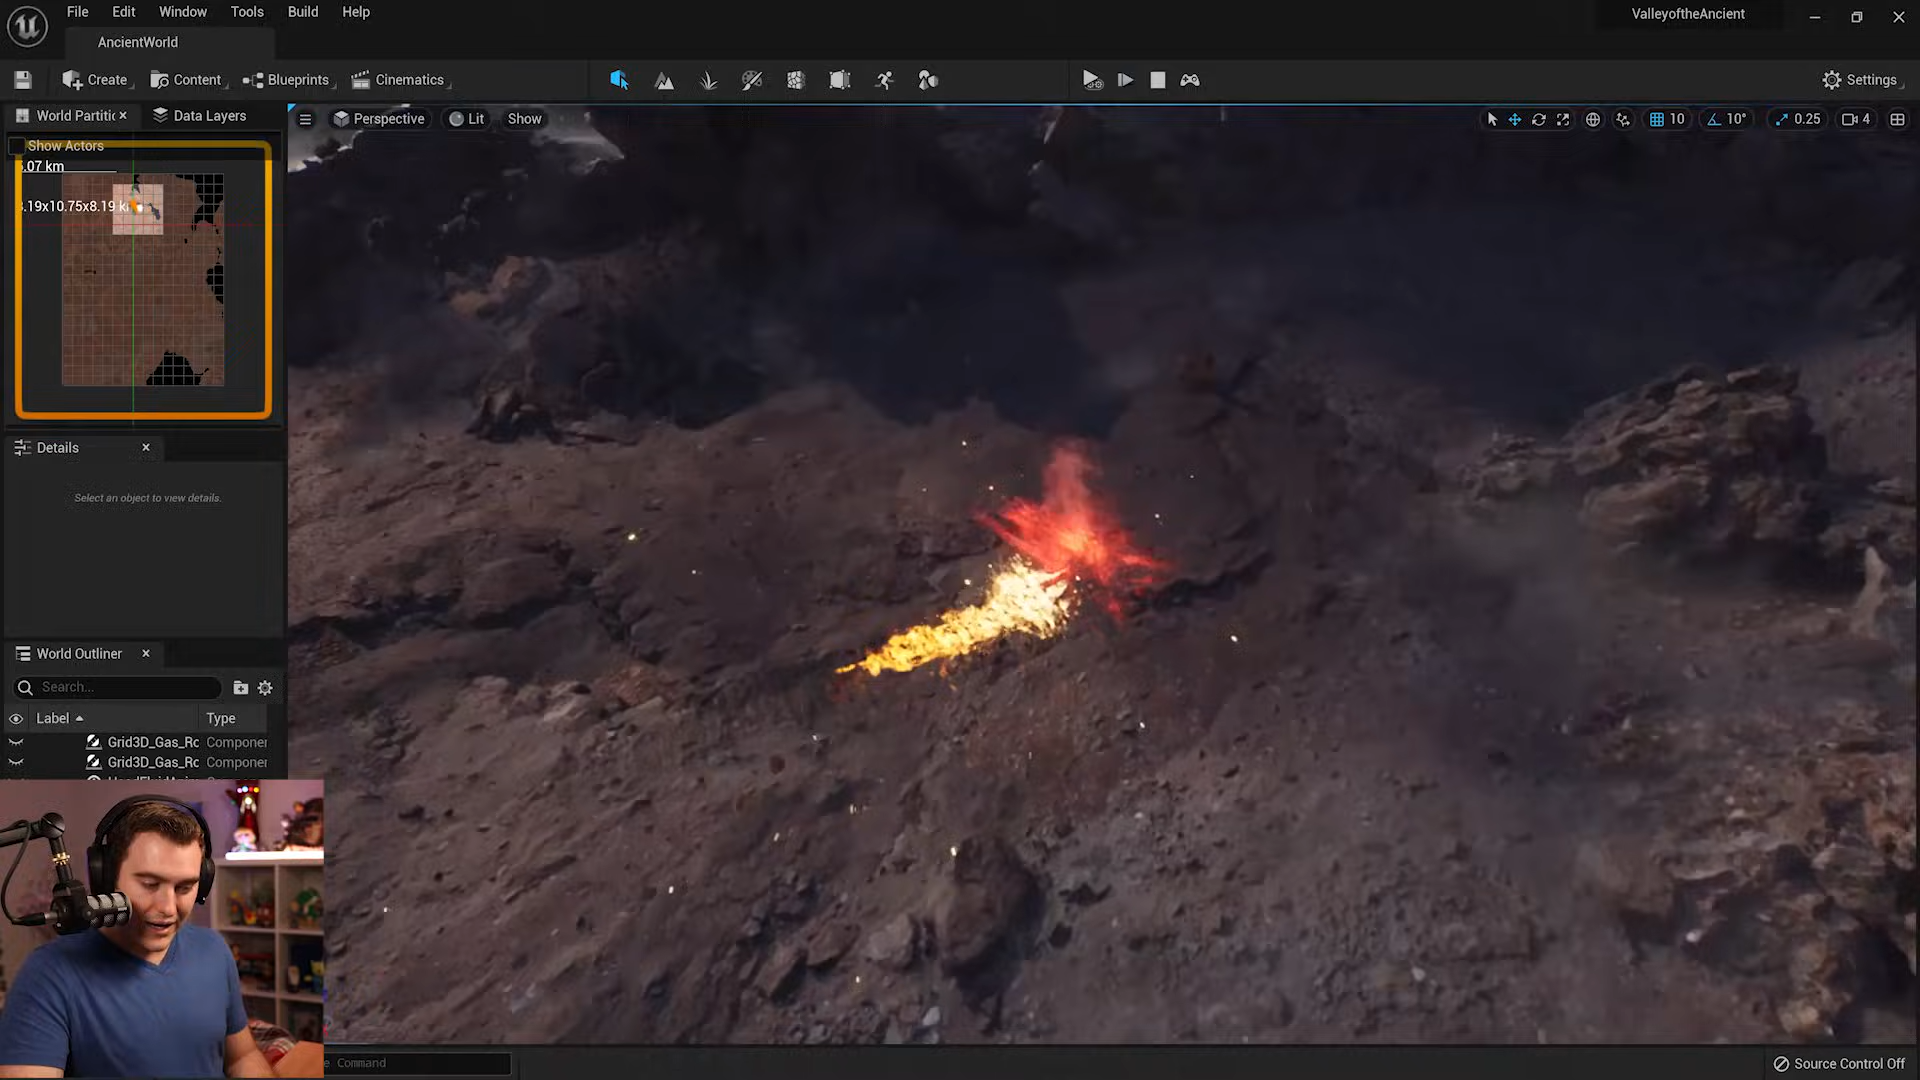 File Edit Window Tools Build Help
ValleyoftheAncient
AncientWorld
Create Content Blueprints Cinematics
Settings
World Partitic Data Layers
Perspective Lit Show
10 10° 0.25 4
Show Actors
.07 km
.19x10.75x8.19 k
Details
Select an object to view details.
World Outliner
Search...
Label Type
Grid3D_Gas_Rc Componer
Grid3D_Gas_Rc Componer
Command
Source Control Off